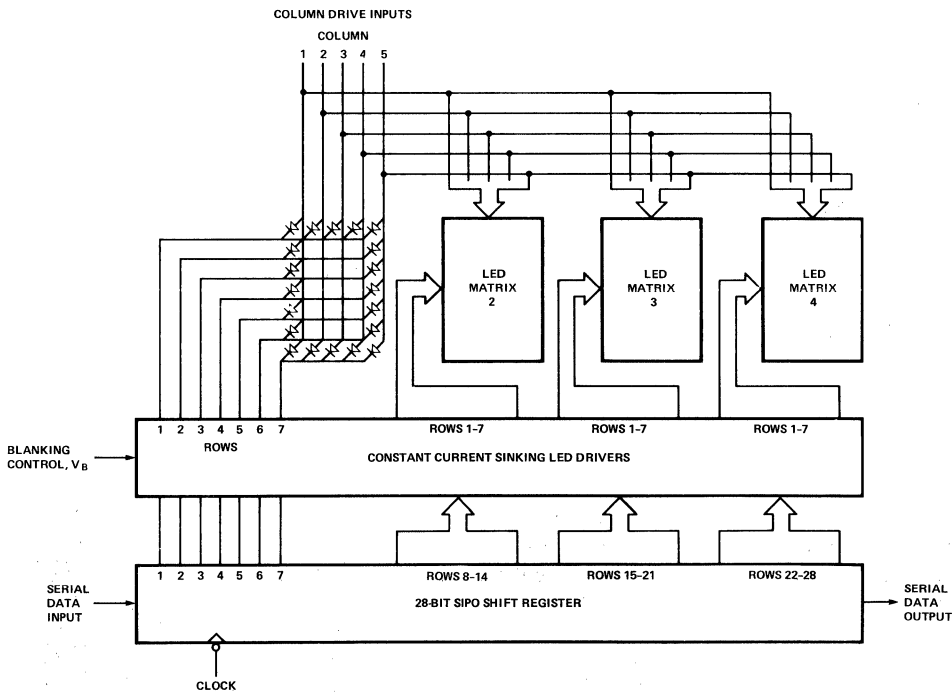 COLUMN DRIVE INPUTS
COLUMN
1 2 3 4 5
LED
MATRIX
2
LED
MATRIX
3
LED
MATRIX
4
1 2 3 4 5 6 7
ROWS
ROWS 1–7
ROWS 1–7
ROWS 1–7
BLANKING
CONTROL, VB
CONSTANT CURRENT SINKING LED DRIVERS
1 2 3 4 5 6 7
ROWS 8–14
ROWS 15–21
ROWS 22–28
SERIAL
DATA
INPUT
28-BIT SIPO SHIFT REGISTER
SERIAL
DATA
OUTPUT
CLOCK